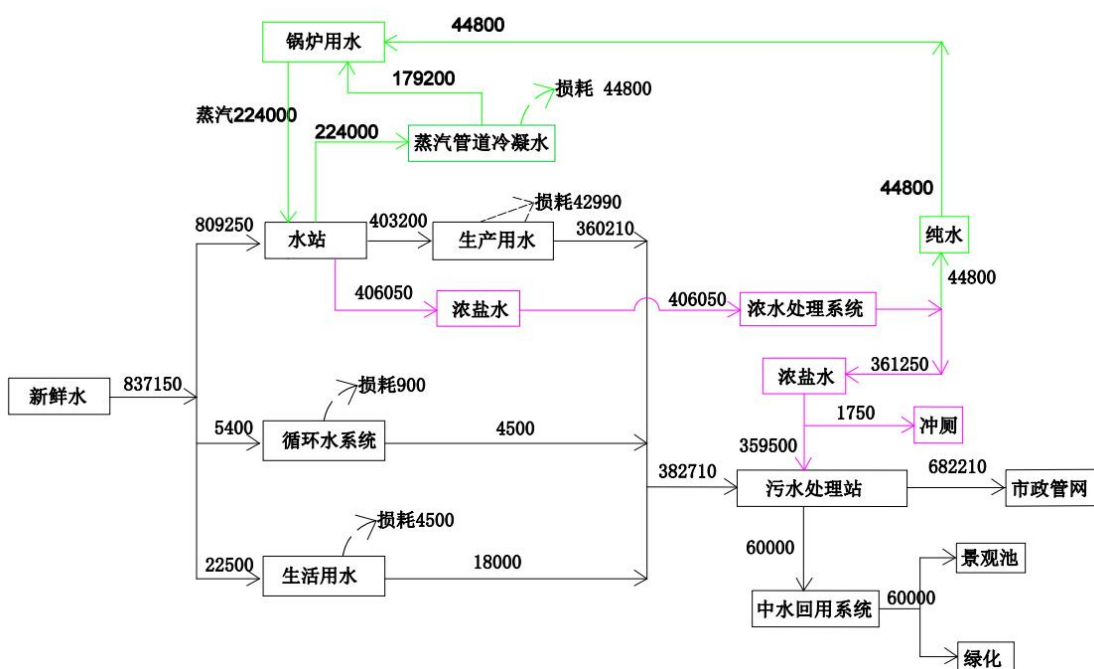 44800
锅炉用水
179200
损耗 44800
蒸汽224000
224000
蒸汽管道冷凝水
44800
损耗42990
809250
403200
360210
水站
生产用水
纯水
44800
406050
406050
浓盐水
浓水处理系统
浓盐水
361250
新鲜水
837150
损耗900
1750
冲厕
5400
循环水系统
4500
359500
382710
682210
污水处理站
市政管网
损耗4500
60000
22500
生活用水
18000
景观池
中水回用系统
60000
绿化